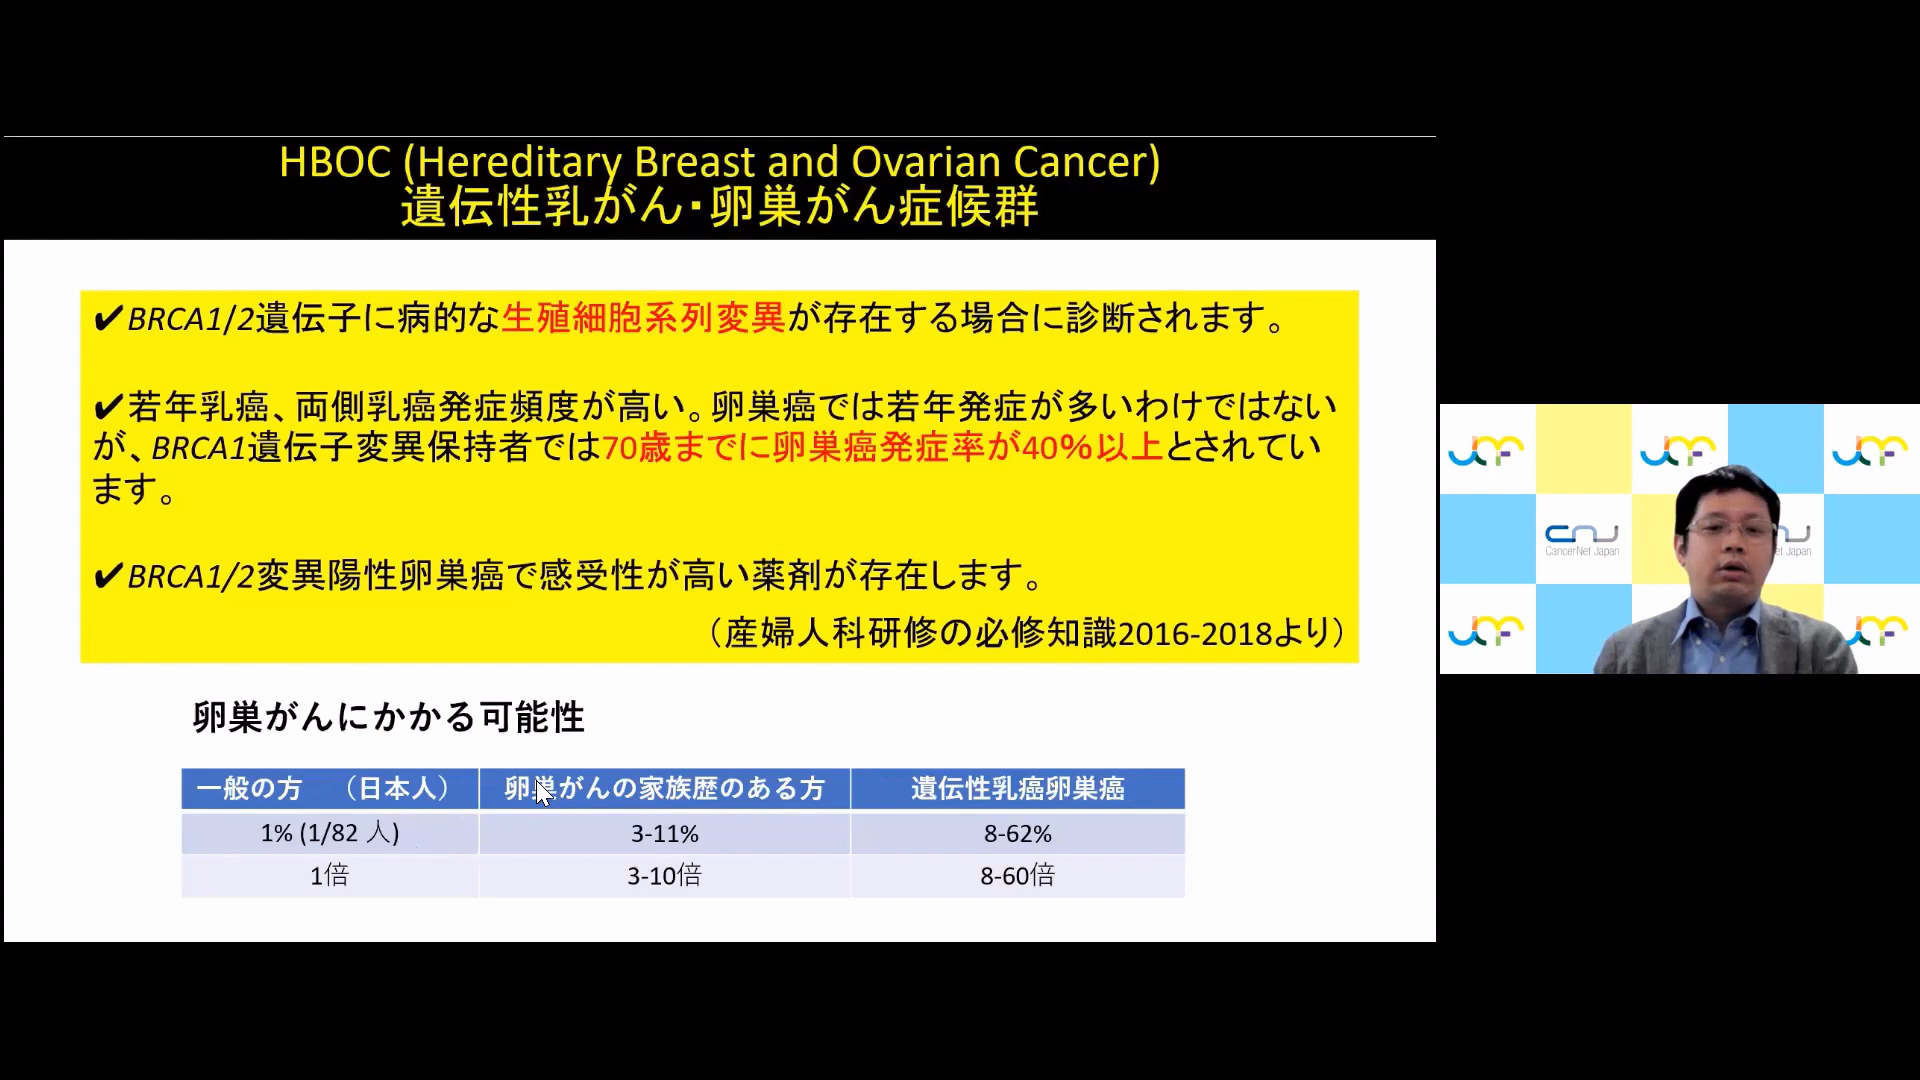 HBOC (Hereditary Breast and Ovarian Cancer)
遺伝性乳がん・卵巣がん症候群
✔BRCA1/2遺伝子に病的な生殖細胞系列変異が存在する場合に診断されます。
✔若年乳癌、両側乳癌発症頻度が高い。卵巣癌では若年発症が多いわけではない
が、BRCA1遺伝子変異保持者では70歳までに卵巣癌発症率が40%以上とされてい
ます。
✔BRCA1/2変異陽性卵巣癌で感受性が高い薬剤が存在します。
（産婦人科研修の必修知識2016-2018より）
卵巣がんにかかる可能性
一般の方 （日本人） 卵巣がんの家族歴のある方 遺伝性乳癌卵巣癌
1% (1/82 人) 3-11% 8-62%
1倍 3-10倍 8-60倍
JCF JCF JCF
cnj
CancerNet Japan
et Japan
JCF JCF